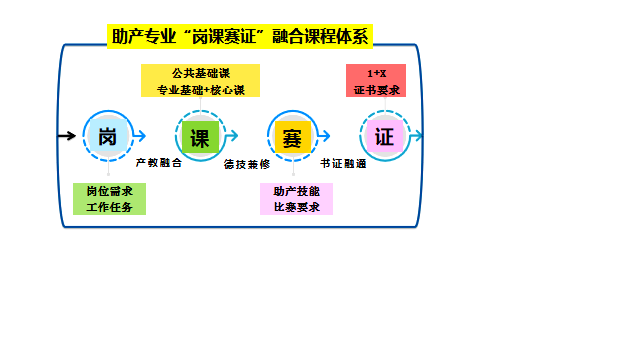 助产专业“岗课赛证”融合课程体系
公共基础课
专业基础+核心课
1+X
证书要求
岗
课
赛
证
产教融合
德技兼修
书证融通
岗位需求
工作任务
助产技能
比赛要求